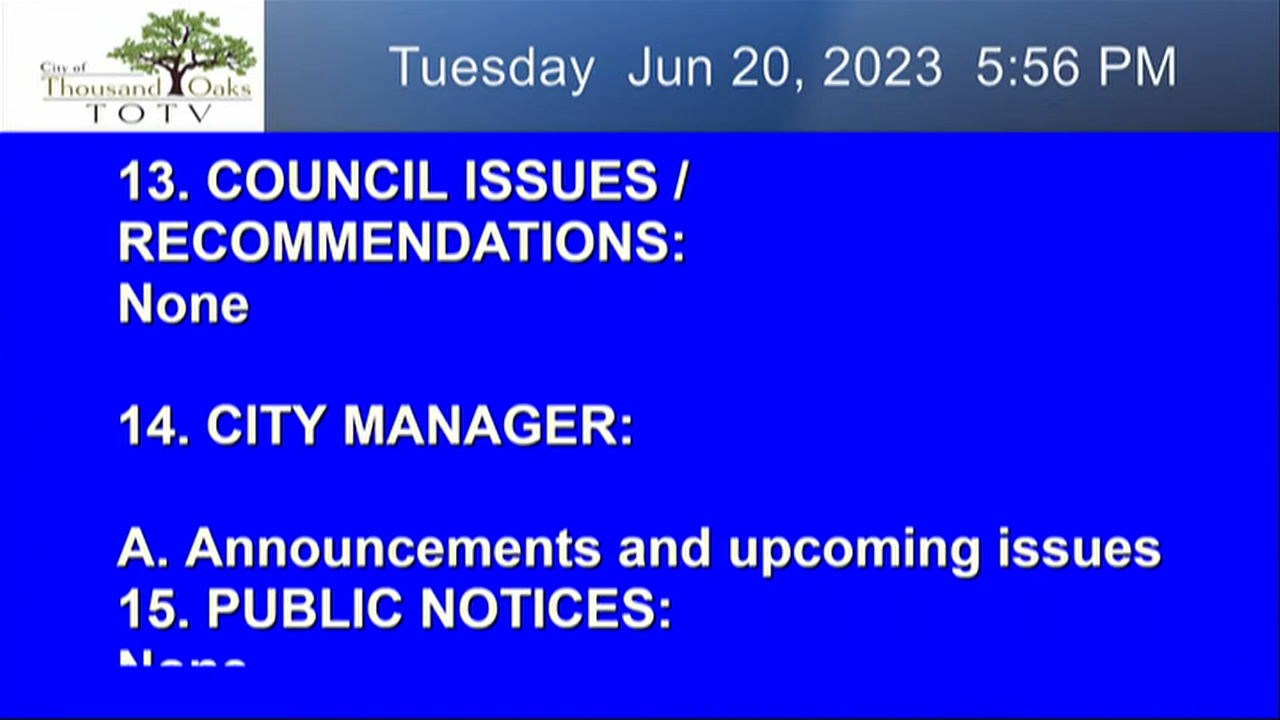 City of
Thousand Oaks
TOTV
Tuesday Jun 20, 2023 5:56 PM
13. COUNCIL ISSUES /
RECOMMENDATIONS:
None
14. CITY MANAGER:
A. Announcements and upcoming issues
15. PUBLIC NOTICES:
None